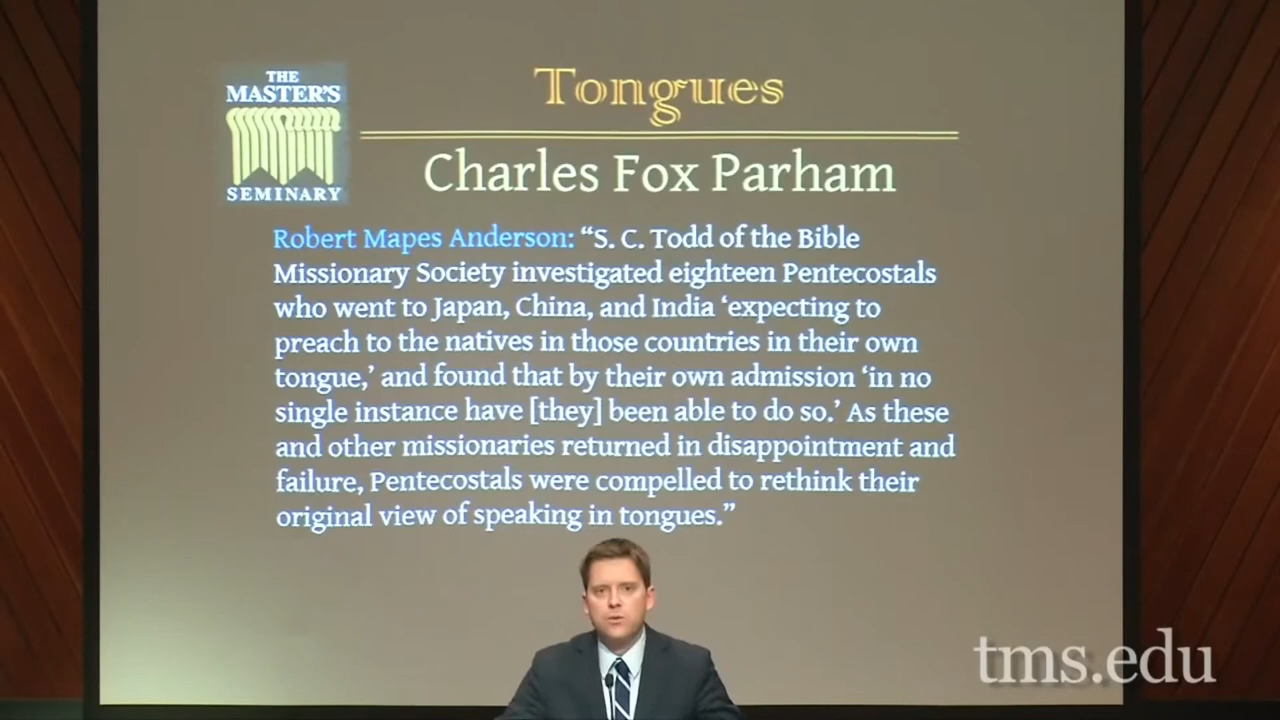 THE
MASTER'S
SEMINARY
Tongues
Charles Fox Parham
Robert Mapes Anderson: “S. C. Todd of the Bible
Missionary Society investigated eighteen Pentecostals
who went to Japan, China, and India ‘expecting to
preach to the natives in those countries in their own
tongue,’ and found that by their own admission ‘in no
single instance have [they] been able to do so.’ As these
and other missionaries returned in disappointment and
failure, Pentecostals were compelled to rethink their
original view of speaking in tongues.”
tms.edu